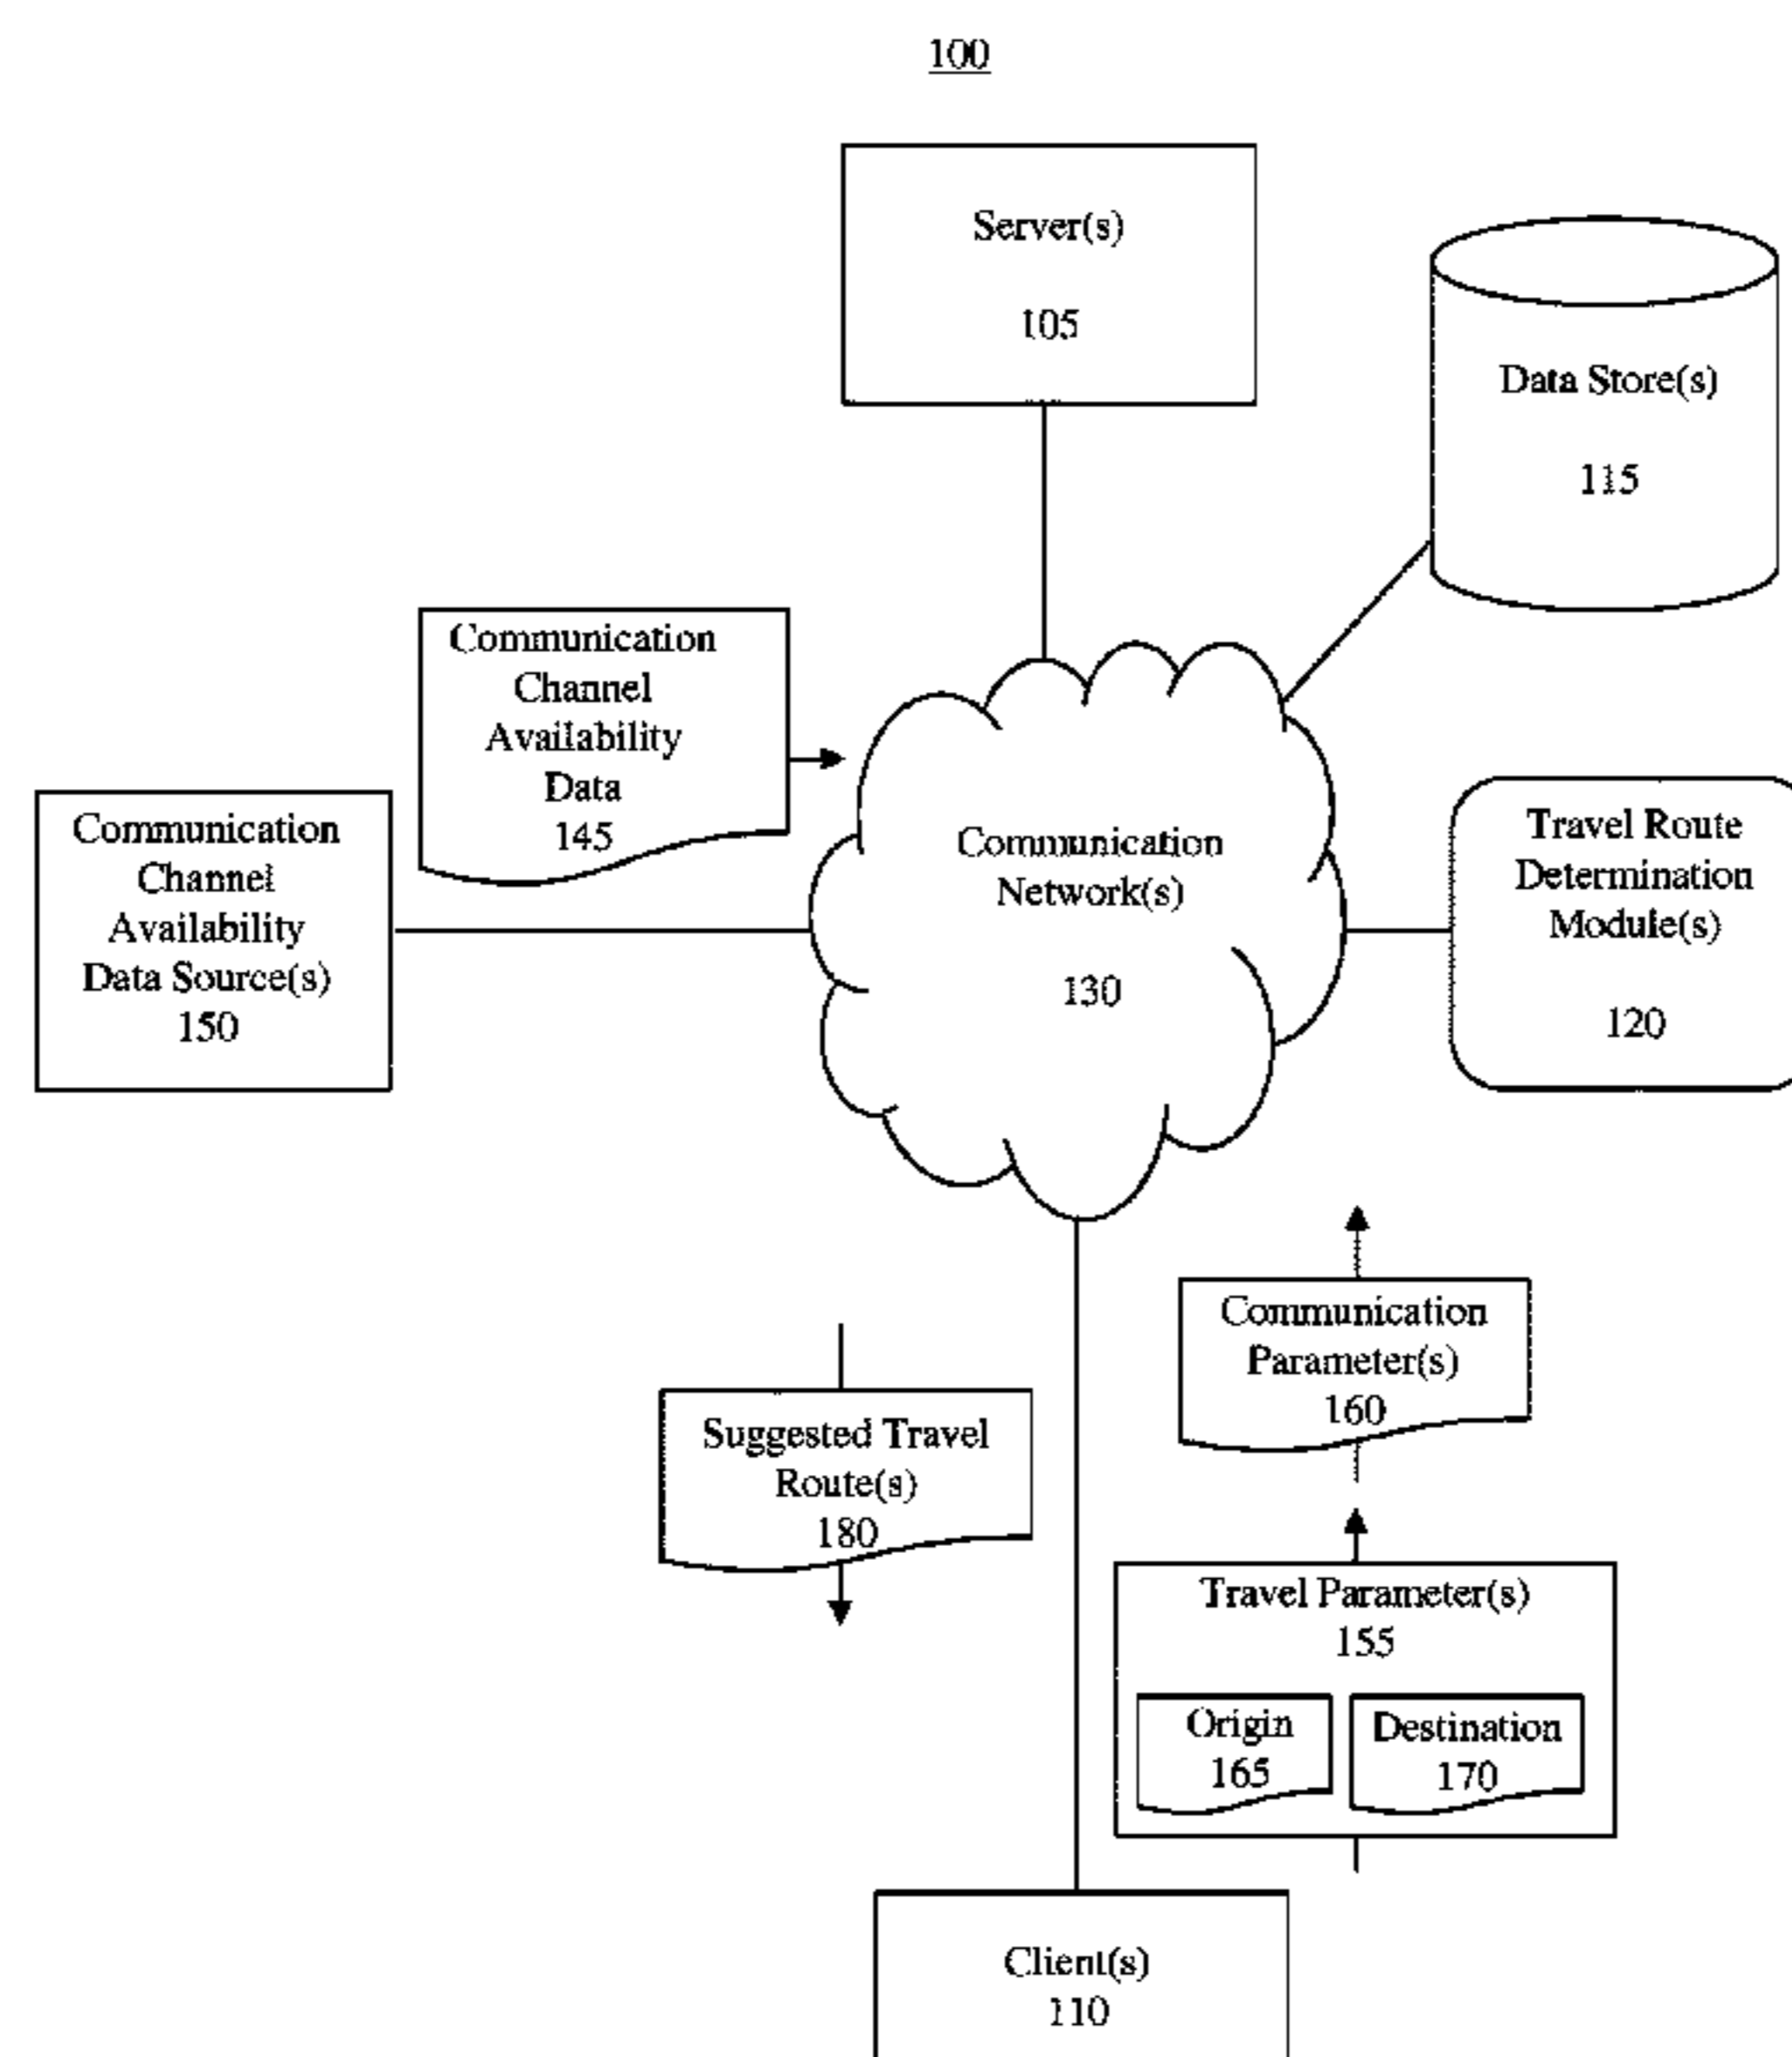 100
Server(s)
105
Data Store(s)
115
Communication
Channel
Availability
Data
145
Communication
Channel
Availability
Data Source(s)
150
Communication
Network(s)
130
Travel Route
Determination
Module(s)
120
Communication
Parameter(s)
160
Suggested Travel
Route(s)
180
Travel Parameter(s)
155
Origin
165
Destination
170
Client(s)
110